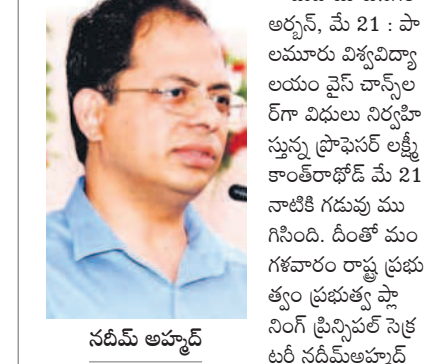 అర్బన్, మే 21 : పా
లమూరు విశ్వవిద్యా
లయం వైస్ చాన్స్‌ల
ర్‌గా విధులు నిర్వహి
స్తున్న ప్రొఫెసర్ లక్ష్మీ
కాంత్‌రాథోడ్ మే 21
నాటికి గడువు ము
గిసింది. దీంతో మం
గళవారం రాష్ట్ర ప్రభు
త్వం ప్రభుత్వ ప్లా
నింగ్ ప్రిన్సిపల్ సెక్ర
టరీ నదీమ్‌అహ్మద్
నదీమ్ అహ్మద్